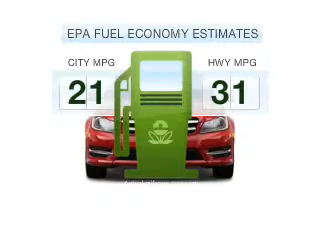 EPA FUEL ECONOMY ESTIMATES
CITY MPG
HWY MPG
21
31